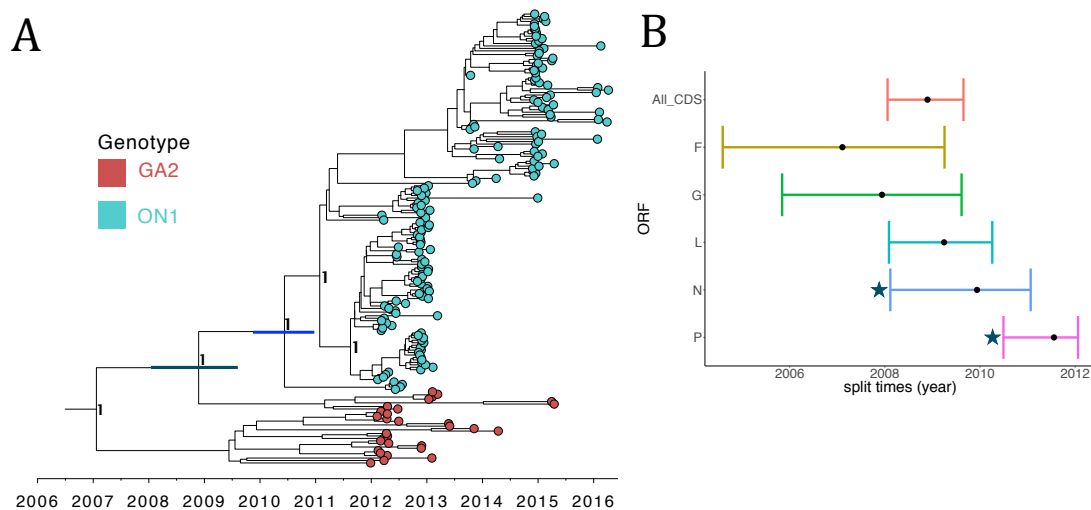 A
B
Genotype
GA2
ON1
1
1
1
1
1
2006 2007 2008 2009 2010 2011 2012 2013 2014 2015 2016
ORF
All_CDS
F
G
L
N
P
2006 2008 2010 2012
split times (year)